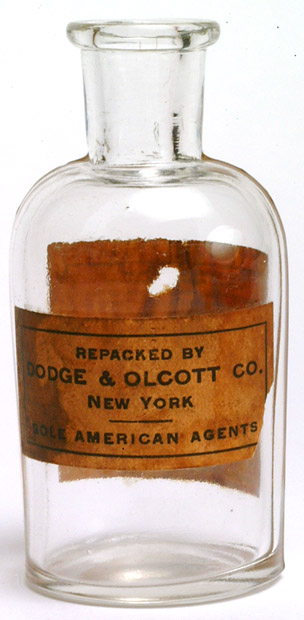 REPACKED BY
DODGE & OLCOTT CO.
NEW YORK
SOLE AMERICAN AGENTS